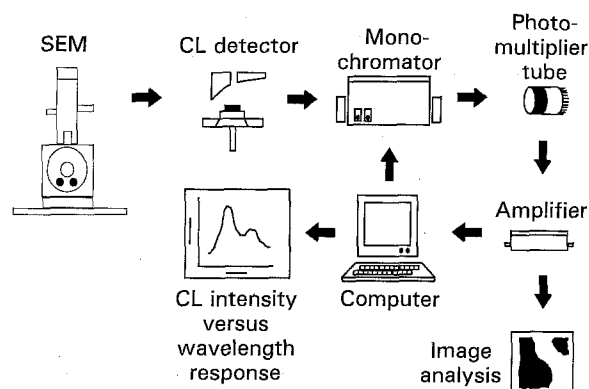 SEM
CL detector
Mono-
chromator
Photo-
multiplier
tube
Amplifier
Computer
CL intensity
versus
wavelength
response
Image
analysis